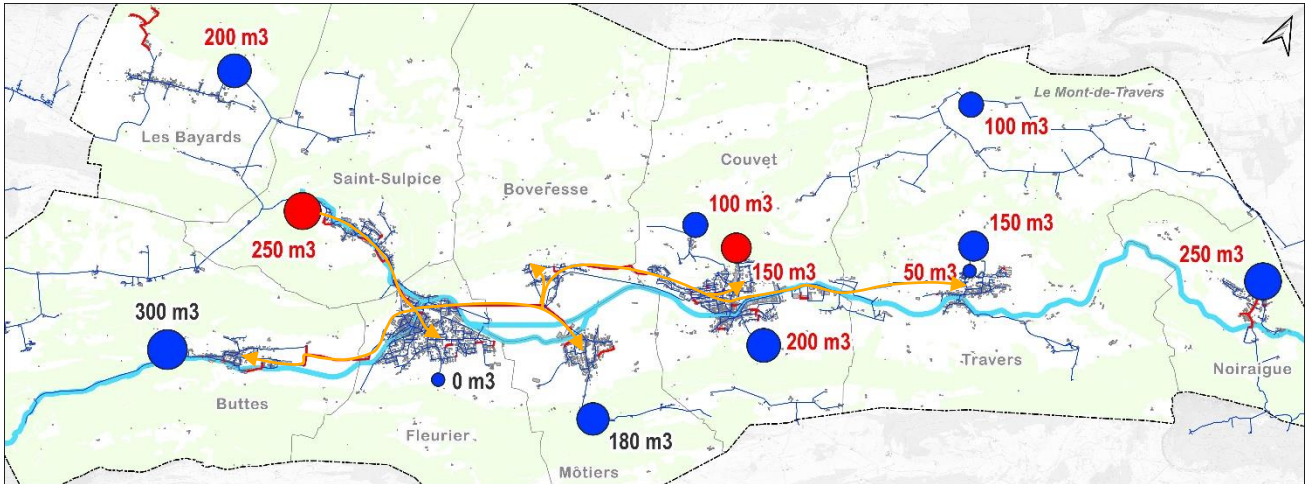 200 m3
Le Mont-de-Travers
100 m3
Les Bayards
Couvet
Saint-Sulpice
Boveresse
100 m3
150 m3
250 m3
150 m3
50 m3
250 m3
300 m3
200 m3
Travers
Noiraigue
0 m3
Buttes
Fleurier
180 m3
Môtiers